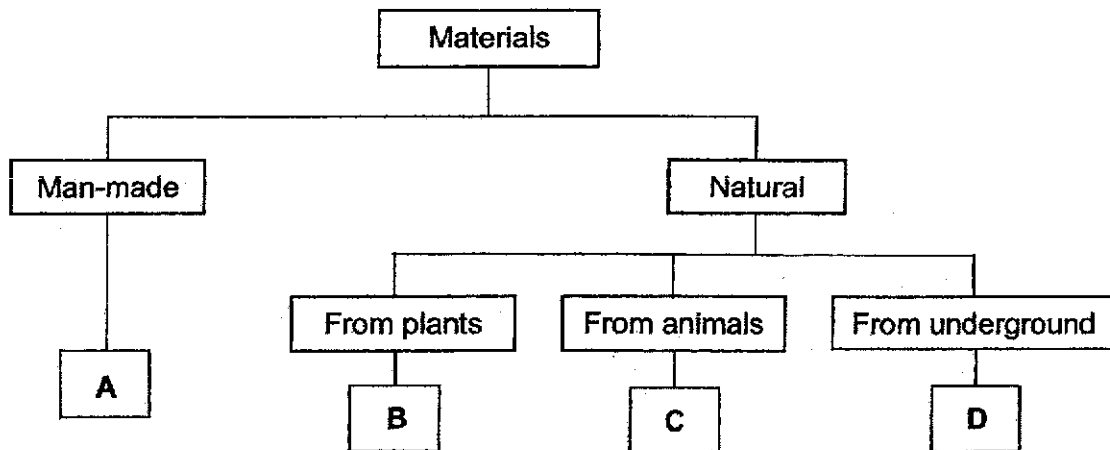 Materials
Man-made
Natural
From plants
From animals
From underground
A
B
C
D